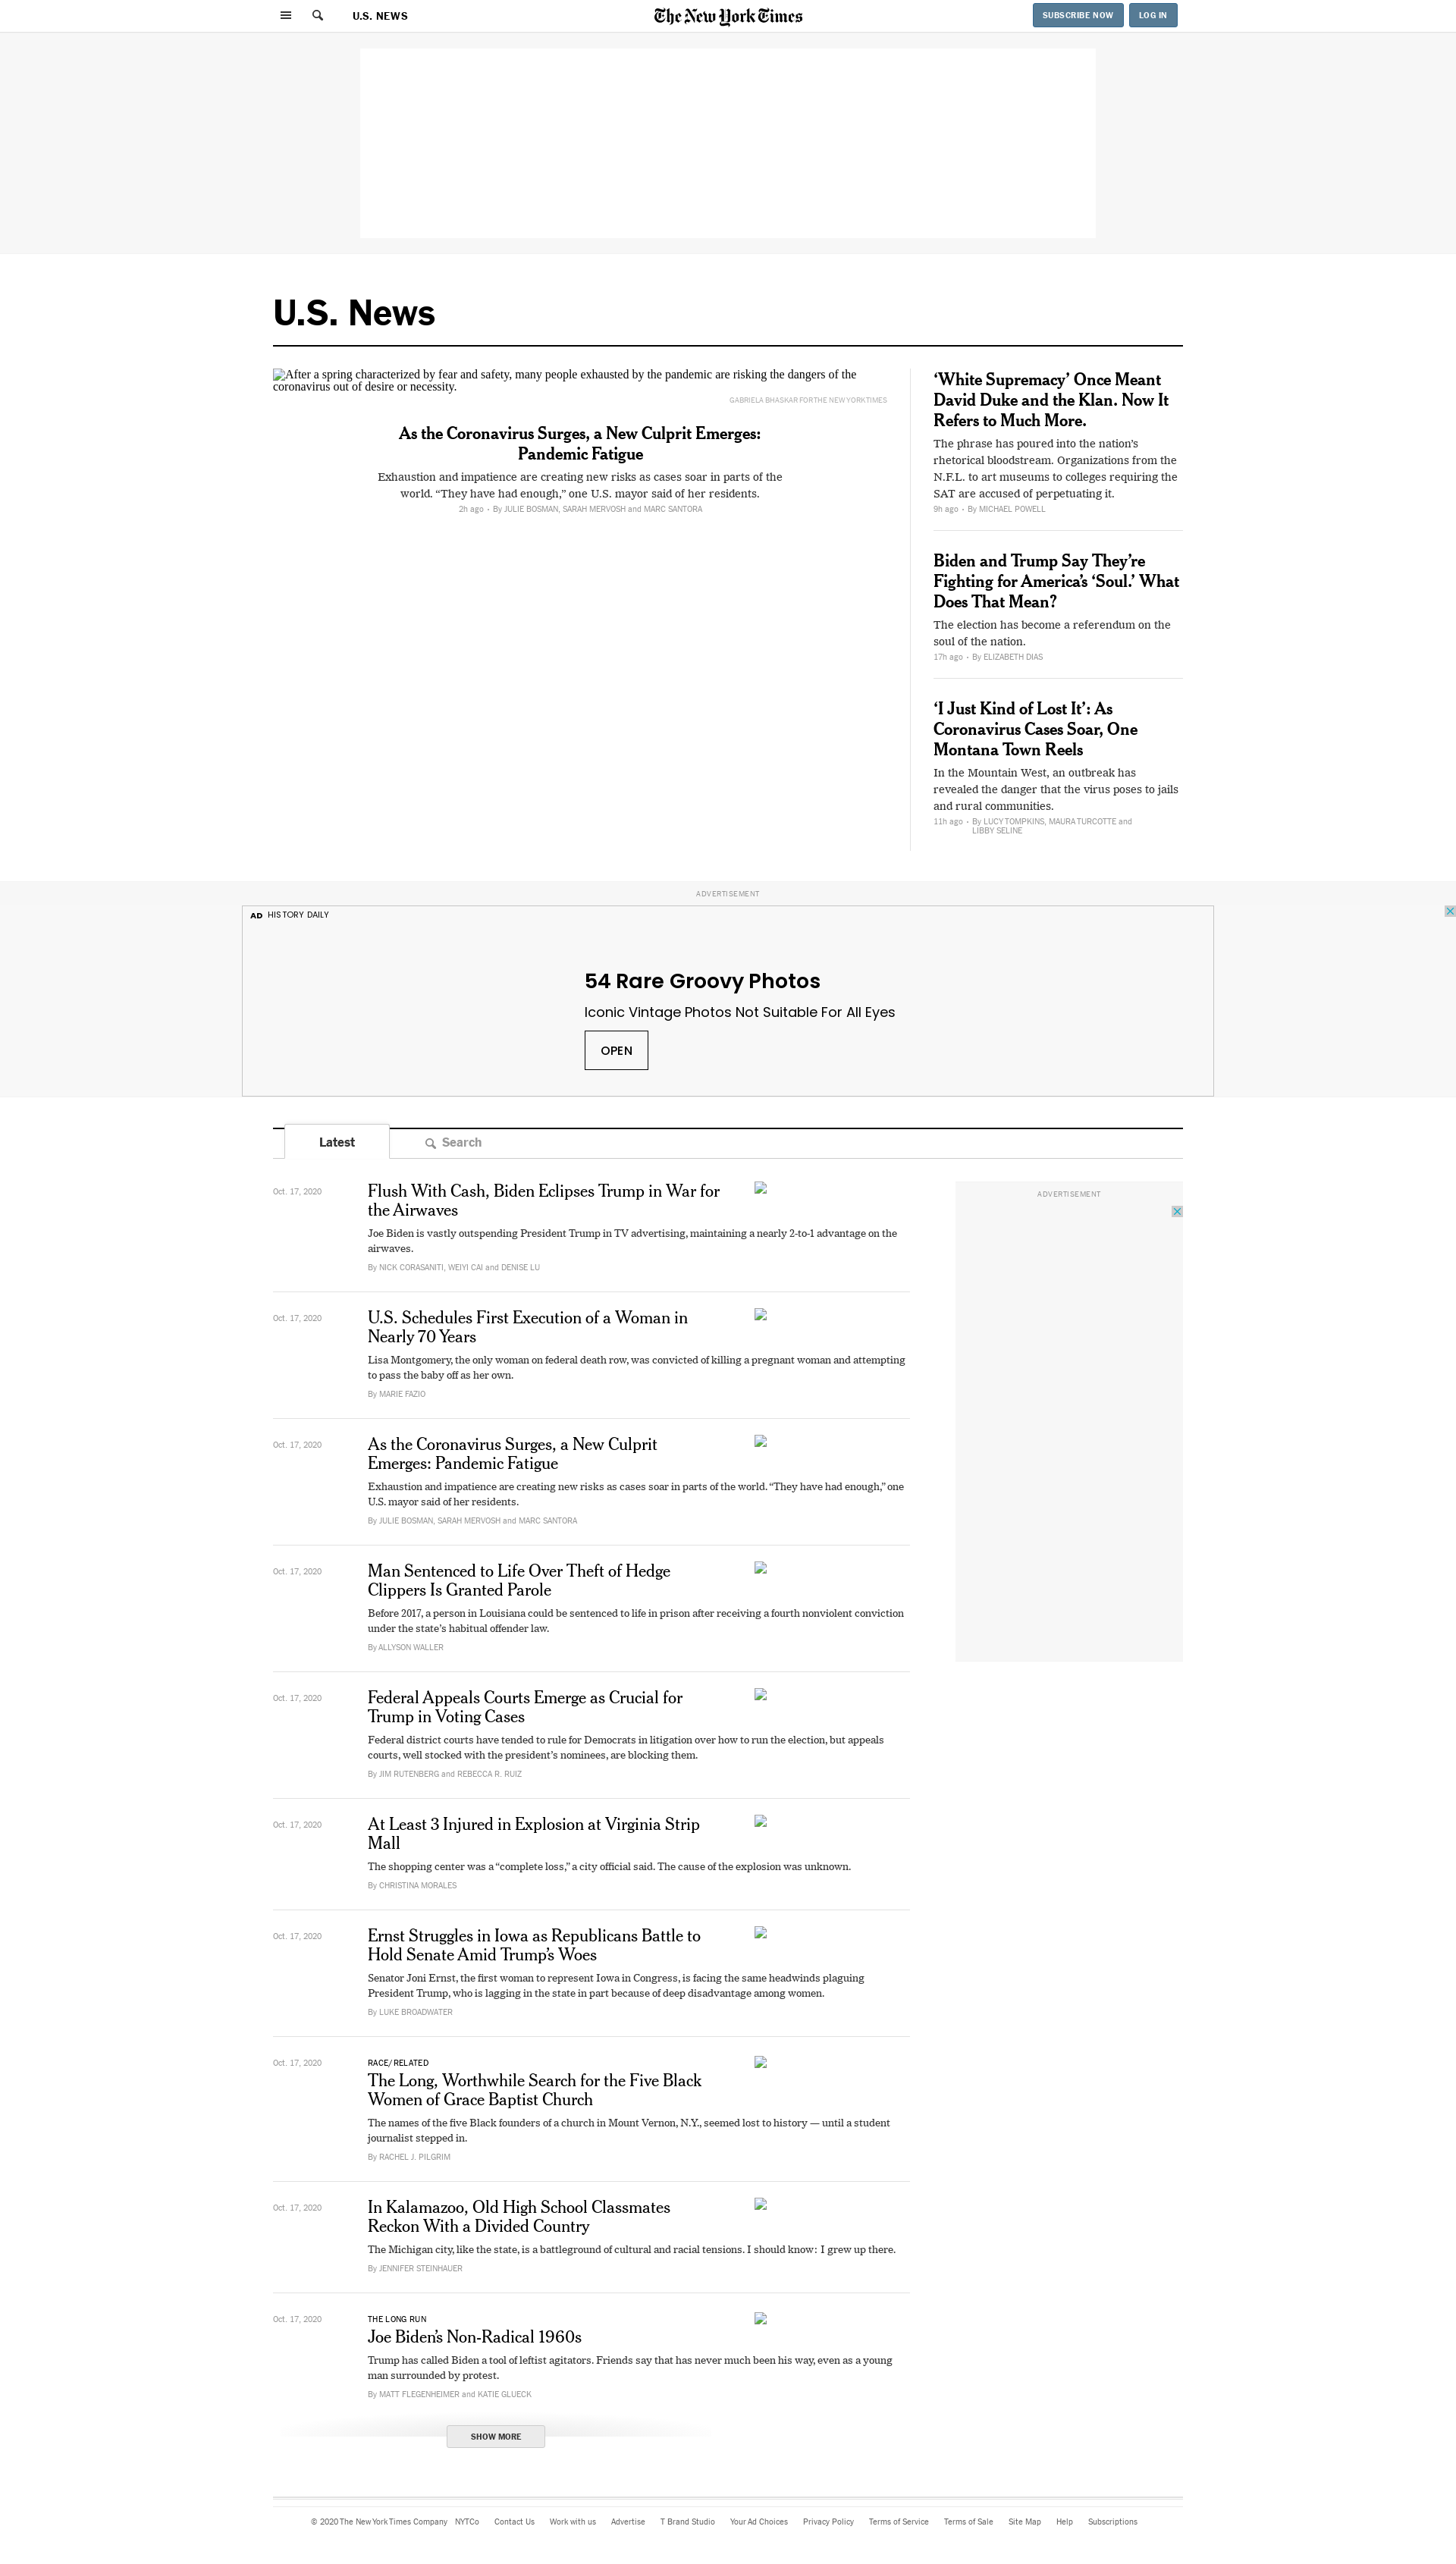 U.S. NEWS
The New York Times
SUBSCRIBE NOW
LOG IN
U.S. News
After a spring characterized by fear and safety, many people exhausted by the pandemic are risking the dangers of the
coronavirus out of desire or necessity.
GABRIELA BHASKAR FOR THE NEW YORK TIMES
As the Coronavirus Surges, a New Culprit Emerges:
Pandemic Fatigue
Exhaustion and impatience are creating new risks as cases soar in parts of the
world. “They have had enough,” one U.S. mayor said of her residents.
2h ago • By JULIE BOSMAN, SARAH MERVOSH and MARC SANTORA
‘White Supremacy’ Once Meant
David Duke and the Klan. Now It
Refers to Much More.
The phrase has poured into the nation’s
rhetorical bloodstream. Organizations from the
N.F.L. to art museums to colleges requiring the
SAT are accused of perpetuating it.
9h ago • By MICHAEL POWELL
Biden and Trump Say They’re
Fighting for America’s ‘Soul.’ What
Does That Mean?
The election has become a referendum on the
soul of the nation.
17h ago • By ELIZABETH DIAS
‘I Just Kind of Lost It’: As
Coronavirus Cases Soar, One
Montana Town Reels
In the Mountain West, an outbreak has
revealed the danger that the virus poses to jails
and rural communities.
11h ago • By LUCY TOMPKINS, MAURA TURCOTTE and
LIBBY SELINE
ADVERTISEMENT
AD HISTORY DAILY
54 Rare Groovy Photos
Iconic Vintage Photos Not Suitable For All Eyes
OPEN
Latest
Search
ADVERTISEMENT
Oct. 17, 2020
Flush With Cash, Biden Eclipses Trump in War for
the Airwaves
Joe Biden is vastly outspending President Trump in TV advertising, maintaining a nearly 2-to-1 advantage on the
airwaves.
By NICK CORASANITI, WEIYI CAI and DENISE LU
Oct. 17, 2020
U.S. Schedules First Execution of a Woman in
Nearly 70 Years
Lisa Montgomery, the only woman on federal death row, was convicted of killing a pregnant woman and attempting
to pass the baby off as her own.
By MARIE FAZIO
Oct. 17, 2020
As the Coronavirus Surges, a New Culprit
Emerges: Pandemic Fatigue
Exhaustion and impatience are creating new risks as cases soar in parts of the world. “They have had enough,” one
U.S. mayor said of her residents.
By JULIE BOSMAN, SARAH MERVOSH and MARC SANTORA
Oct. 17, 2020
Man Sentenced to Life Over Theft of Hedge
Clippers Is Granted Parole
Before 2017, a person in Louisiana could be sentenced to life in prison after receiving a fourth nonviolent conviction
under the state’s habitual offender law.
By ALLYSON WALLER
Oct. 17, 2020
Federal Appeals Courts Emerge as Crucial for
Trump in Voting Cases
Federal district courts have tended to rule for Democrats in litigation over how to run the election, but appeals
courts, well stocked with the president’s nominees, are blocking them.
By JIM RUTENBERG and REBECCA R. RUIZ
Oct. 17, 2020
At Least 3 Injured in Explosion at Virginia Strip
Mall
The shopping center was a “complete loss,” a city official said. The cause of the explosion was unknown.
By CHRISTINA MORALES
Oct. 17, 2020
Ernst Struggles in Iowa as Republicans Battle to
Hold Senate Amid Trump’s Woes
Senator Joni Ernst, the first woman to represent Iowa in Congress, is facing the same headwinds plaguing
President Trump, who is lagging in the state in part because of deep disadvantage among women.
By LUKE BROADWATER
Oct. 17, 2020
RACE/RELATED
The Long, Worthwhile Search for the Five Black
Women of Grace Baptist Church
The names of the five Black founders of a church in Mount Vernon, N.Y., seemed lost to history — until a student
journalist stepped in.
By RACHEL J. PILGRIM
Oct. 17, 2020
In Kalamazoo, Old High School Classmates
Reckon With a Divided Country
The Michigan city, like the state, is a battleground of cultural and racial tensions. I should know: I grew up there.
By JENNIFER STEINHAUER
Oct. 17, 2020
THE LONG RUN
Joe Biden’s Non-Radical 1960s
Trump has called Biden a tool of leftist agitators. Friends say that has never much been his way, even as a young
man surrounded by protest.
By MATT FLEGENHEIMER and KATIE GLUECK
SHOW MORE
© 2020 The New York Times Company NYTCo Contact Us Work with us Advertise T Brand Studio Your Ad Choices Privacy Policy Terms of Service Terms of Sale Site Map Help Subscriptions